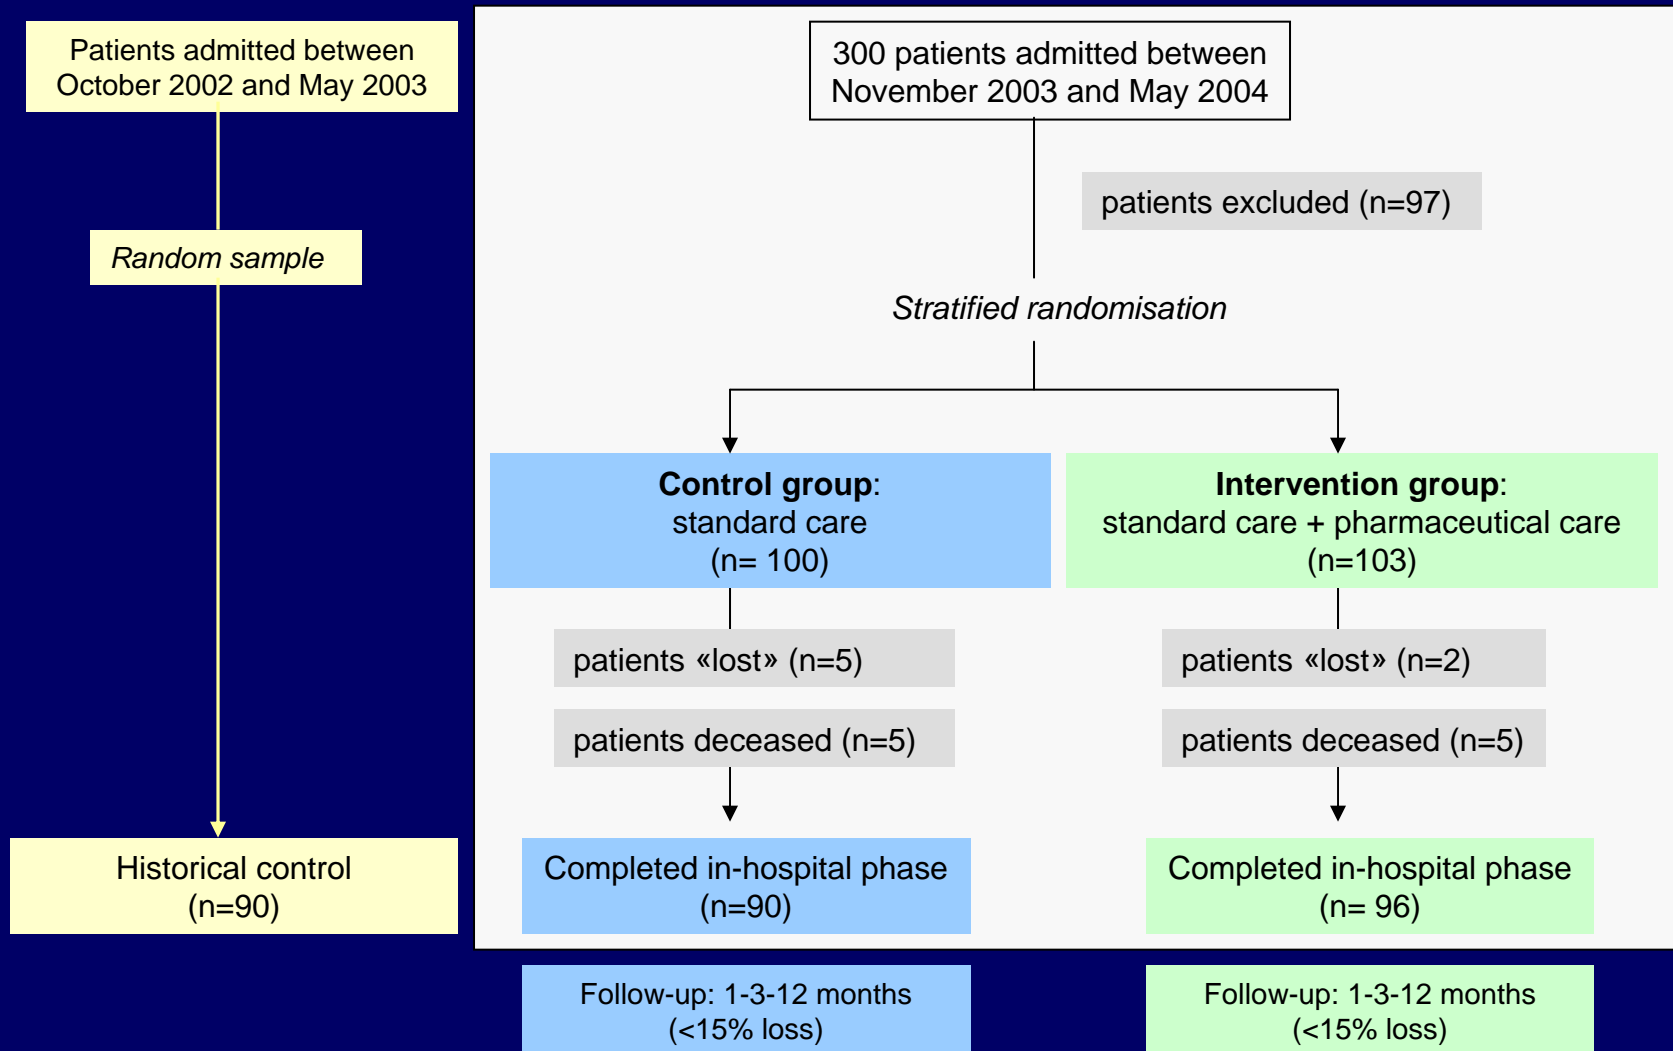 Patients admitted between
October 2002 and May 2003
Random sample
Historical control
(n=90)
300 patients admitted between
November 2003 and May 2004
patients excluded (n=97)
Stratified randomisation
Control group:
standard care
(n= 100)
Intervention group:
standard care + pharmaceutical care
(n=103)
patients «lost» (n=5)
patients «lost» (n=2)
patients deceased (n=5)
patients deceased (n=5)
Completed in-hospital phase
(n=90)
Completed in-hospital phase
(n= 96)
Follow-up: 1-3-12 months
(<15% loss)
Follow-up: 1-3-12 months
(<15% loss)